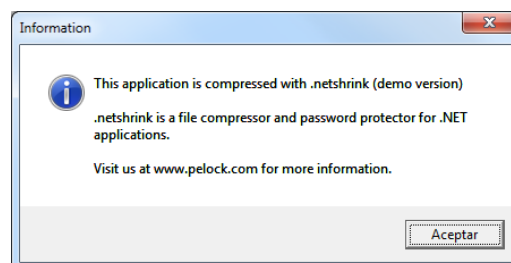 Information
This application is compressed with .netshrink (demo version)
.netshrink is a file compressor and password protector for .NET
applications.
Visit us at www.pelock.com for more information.
Aceptar